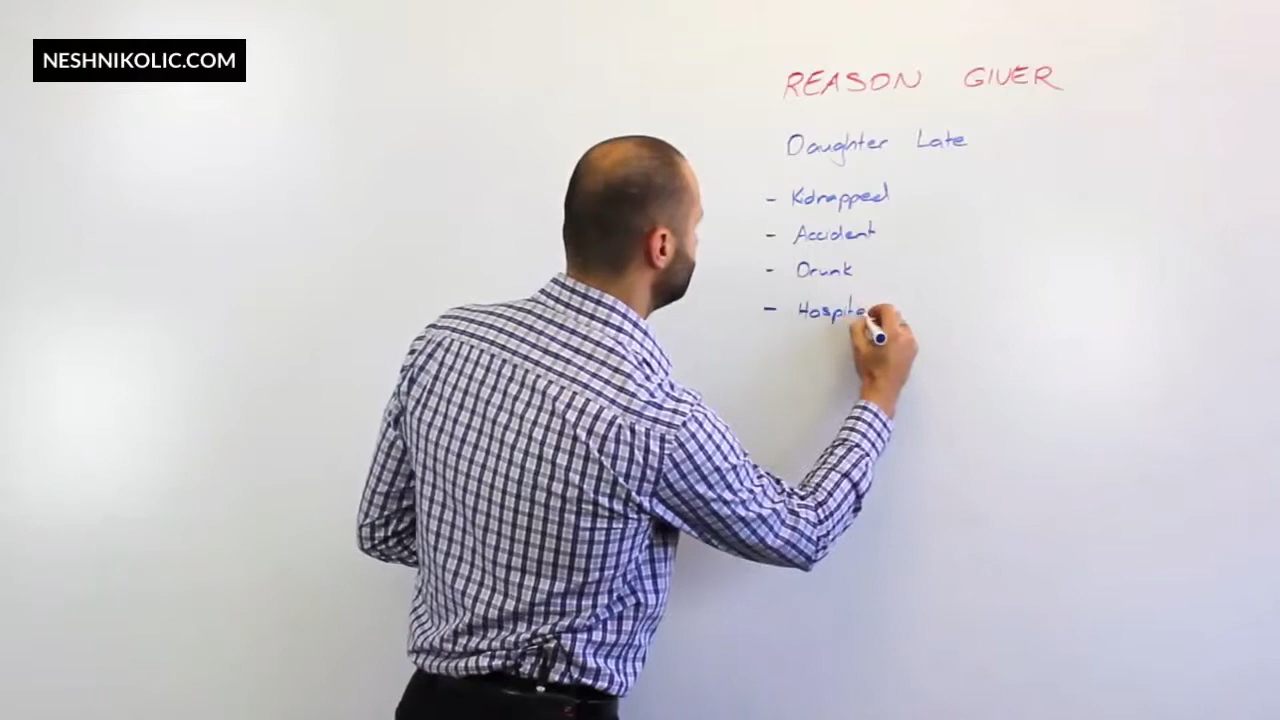 NESHNIKOLIC.COM
REASON GIVER
Daughter Late
- Kidnapped
- Accident
- Drunk
- Hospita